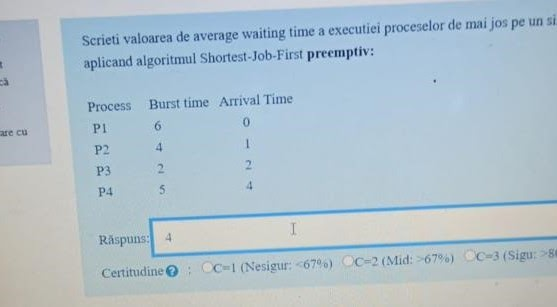 Scrieti valoarea de average waiting time a executiei proceselor de mai jos pe un
aplicand algoritmul Shortest-Job-First preemptiv:
Process Burst time Arrival Time
P1 6 0
P2 4 1
are cu
P3 2 2
P4 5 4
Răspuns: 4
Certitudine ? : C=1 (Nesigur: <67%) C=2 (Mid: >67%) C=3 (Sigur: >8